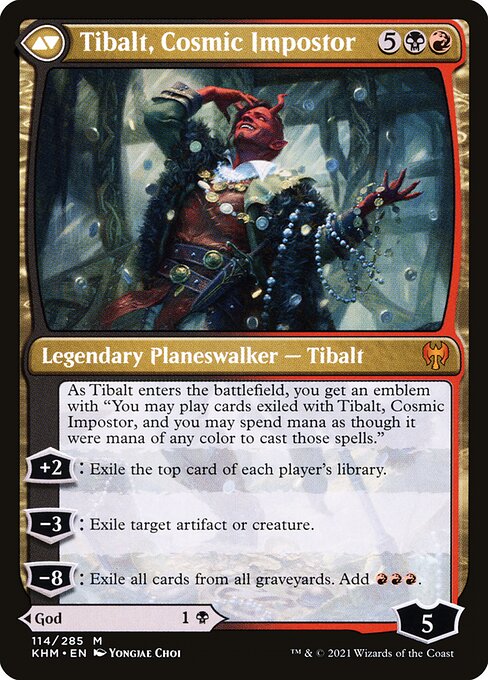 Tibalt, Cosmic Impostor 5
Legendary Planeswalker — Tibalt
As Tibalt enters the battlefield, you get an emblem
with “You may play cards exiled with Tibalt, Cosmic
Impostor, and you may spend mana as though it
were mana of any color to cast those spells.”
+2: Exile the top card of each player’s library.
−3: Exile target artifact or creature.
−8: Exile all cards from all graveyards. Add .
God 1
5
114/285 M
KHM • EN Yongjae Choi
™ & © 2021 Wizards of the Coast